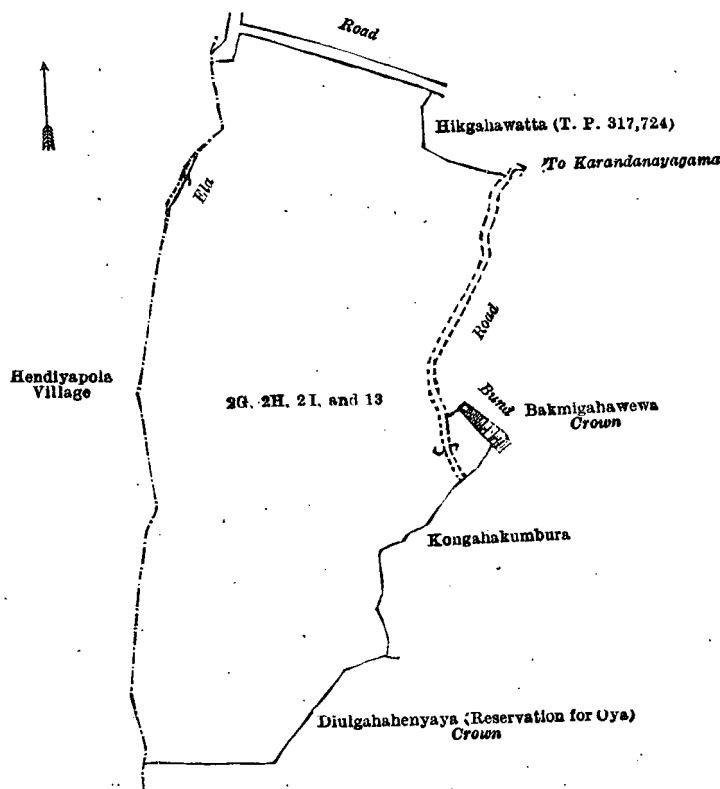 Road
Hikgahawatta (T. P. 317,724)
To Karandanayagama
Ela
Road
Hendiyapola
Village
2G, 2H, 2I, and 13
Bund
Bakmigahawewa
Crown
Kongahakumbura
Diulgahahenyaya (Reservation for Oya)
Crown